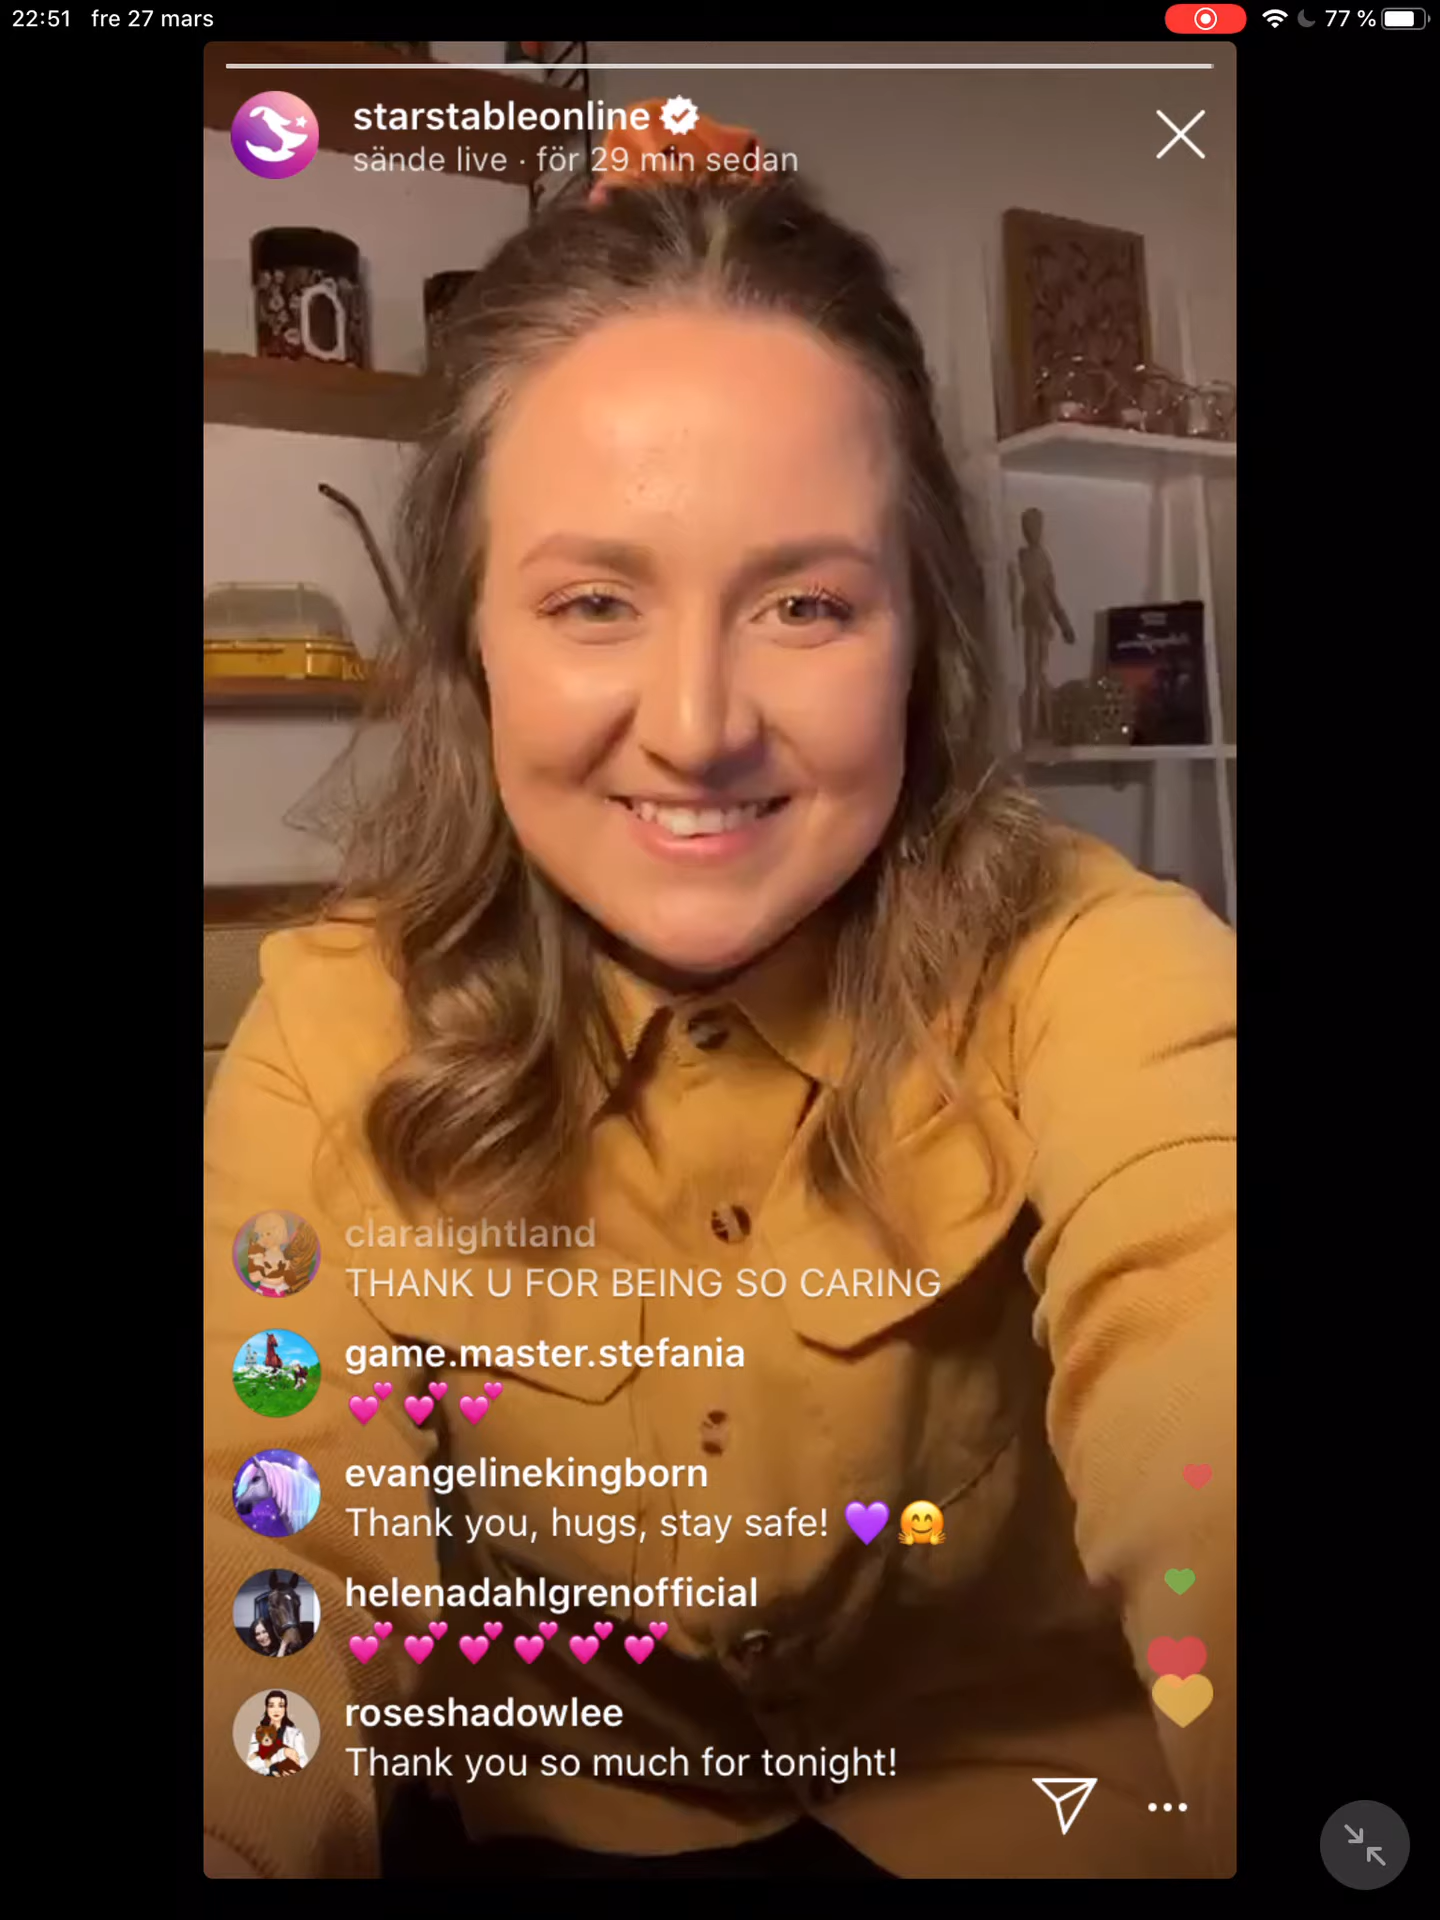 22:51 fre 27 mars
77 %
starstableonline
sände live · för 29 min sedan
claralightland
THANK U FOR BEING SO CARING
game.master.stefania
💕 💕 💕
evangelinekingborn
Thank you, hugs, stay safe! 💜 🤗
helenadahlgrenofficial
💕 💕 💕 💕 💕 💕
roseshadowlee
Thank you so much for tonight!